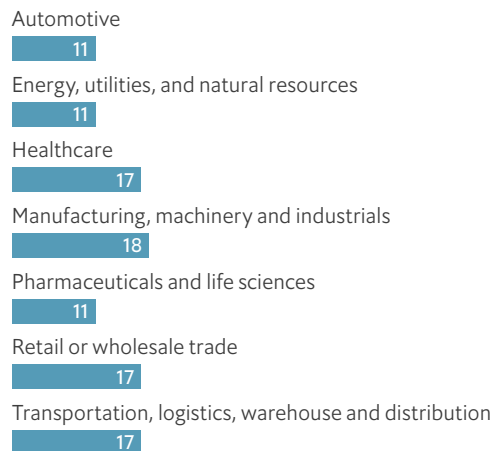 Automotive
11
Energy, utilities, and natural resources
11
Healthcare
17
Manufacturing, machinery and industrials
18
Pharmaceuticals and life sciences
11
Retail or wholesale trade
17
Transportation, logistics, warehouse and distribution
17